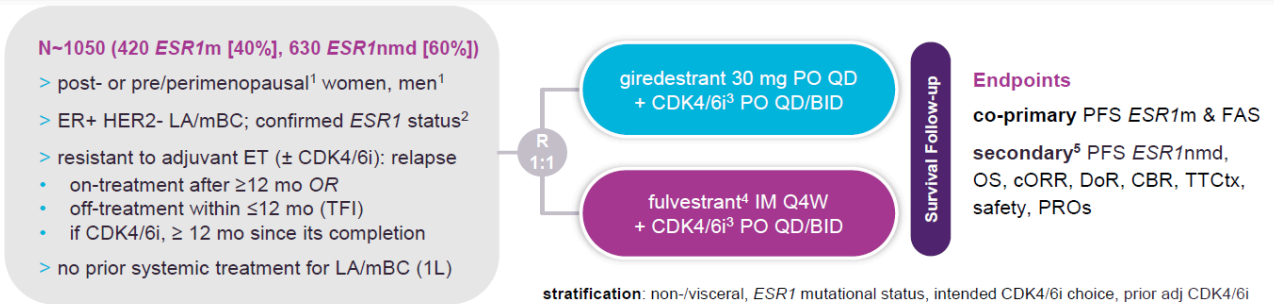 N~1050 (420 ESR1m [40%], 630 ESR1nmd [60%])
> post- or pre/perimenopausal¹ women, men¹
> ER+ HER2- LA/mBC; confirmed ESR1 status²
> resistant to adjuvant ET (± CDK4/6i): relapse
• on-treatment after ≥12 mo OR
• off-treatment within ≤12 mo (TFI)
• if CDK4/6i, ≥ 12 mo since its completion
> no prior systemic treatment for LA/mBC (1L)
R
1:1
giredestrant 30 mg PO QD
+ CDK4/6i³ PO QD/BID
fulvestrant⁴ IM Q4W
+ CDK4/6i³ PO QD/BID
Survival Follow-up
Endpoints
co-primary PFS ESR1m & FAS
secondary⁵ PFS ESR1nmd,
OS, cORR, DoR, CBR, TTCtx,
safety, PROs
stratification: non-/visceral, ESR1 mutational status, intended CDK4/6i choice, prior adj CDK4/6i